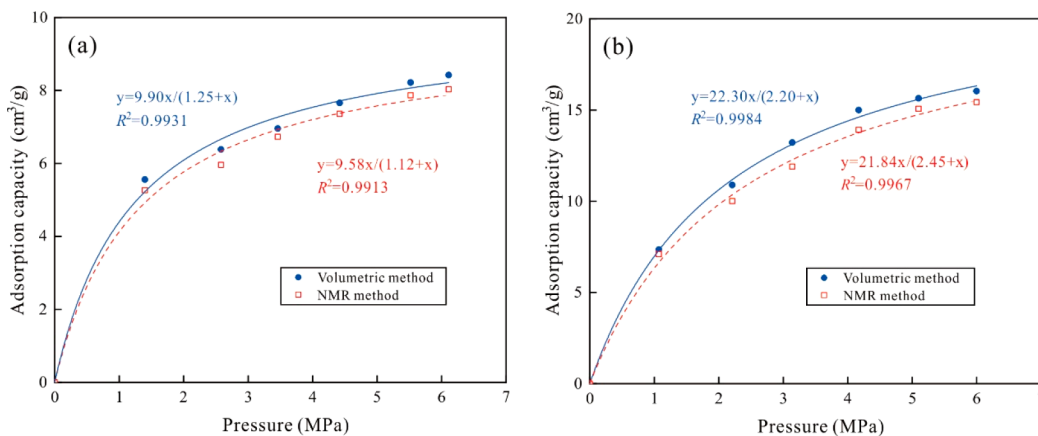 (a)
Adsorption capacity (cm³/g)
10
8
6
4
2
0
y=9.90x/(1.25+x)
R²=0.9931
y=9.58x/(1.12+x)
R²=0.9913
Volumetric method
NMR method
0 1 2 3 4 5 6 7
Pressure (MPa)
(b)
Adsorption capacity (cm³/g)
20
15
10
5
0
y=22.30x/(2.20+x)
R²=0.9984
y=21.84x/(2.45+x)
R²=0.9967
Volumetric method
NMR method
0 1 2 3 4 5 6 7
Pressure (MPa)